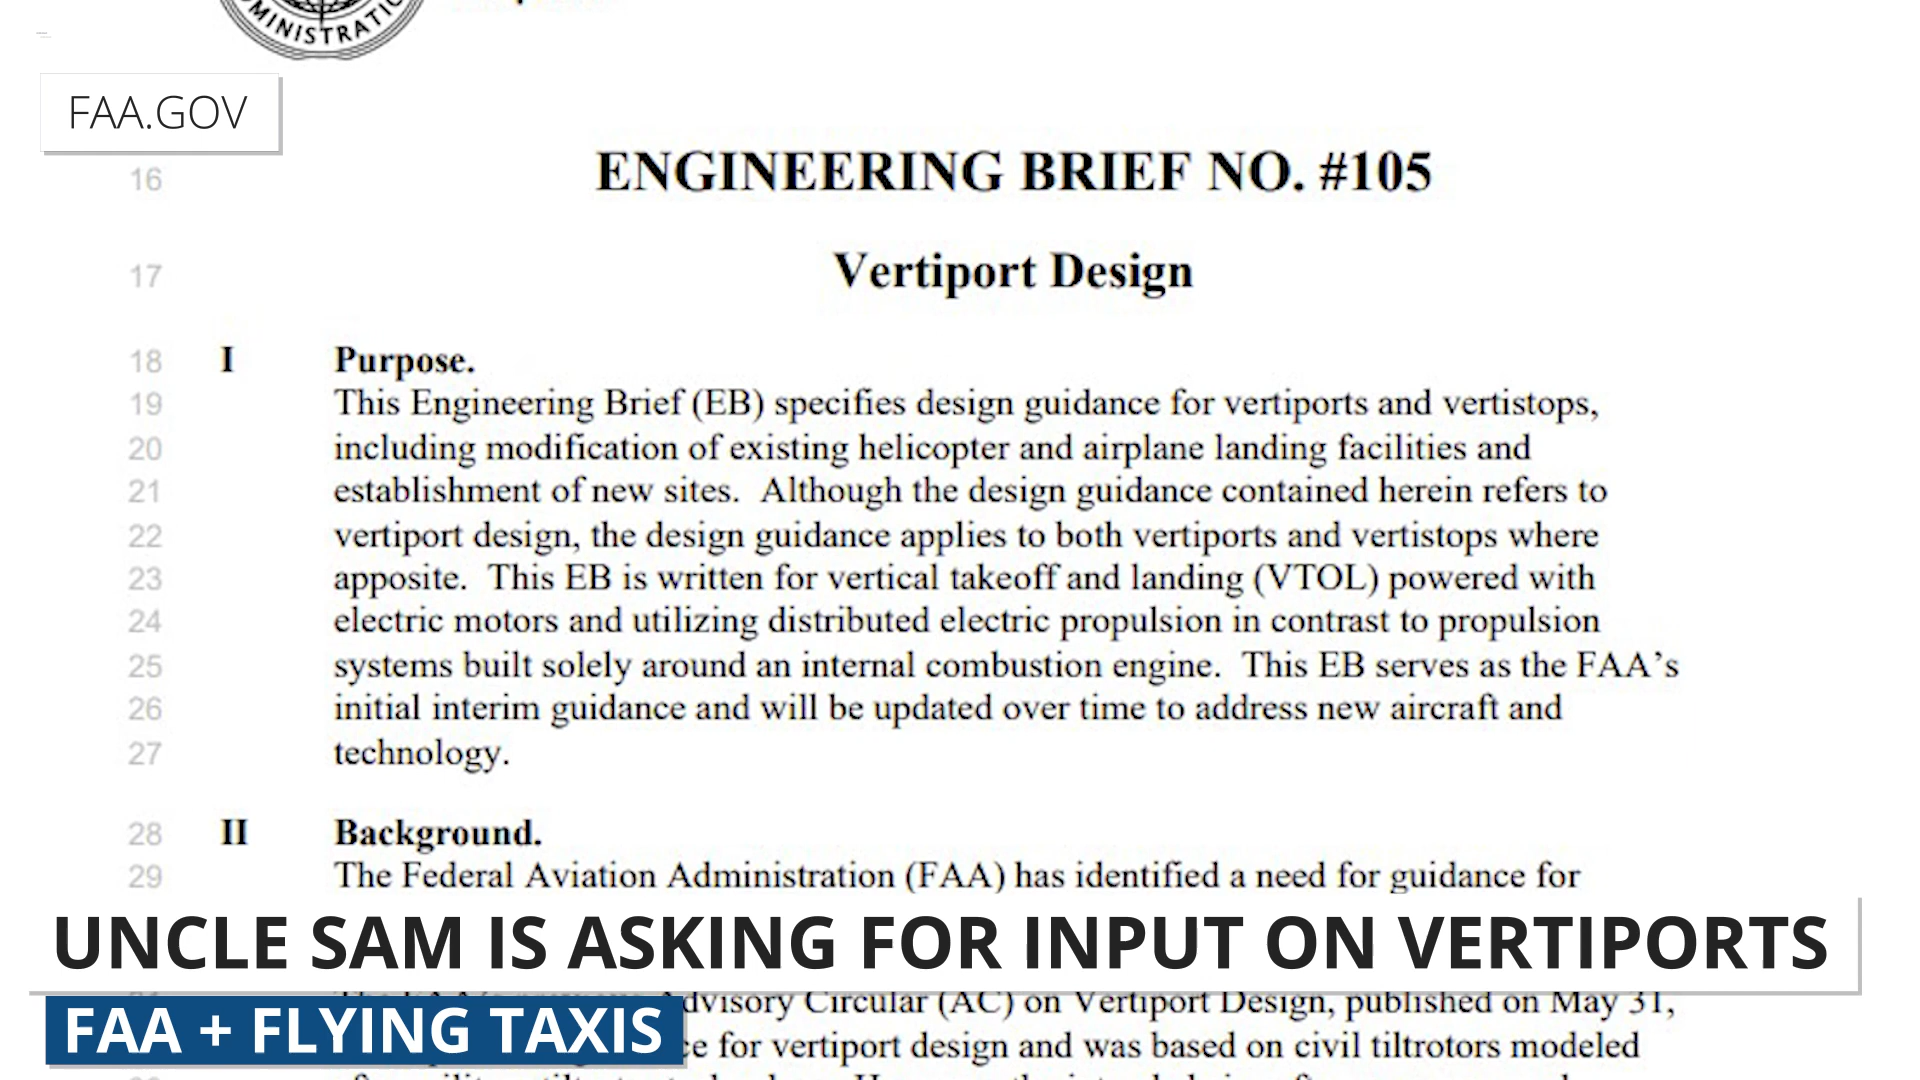 MINISTRATIO
FAA.GOV
16 ENGINEERING BRIEF NO. #105
17 Vertiport Design
18 I Purpose.
19 This Engineering Brief (EB) specifies design guidance for vertiports and vertistops,
20 including modification of existing helicopter and airplane landing facilities and
21 establishment of new sites.  Although the design guidance contained herein refers to
22 vertiport design, the design guidance applies to both vertiports and vertistops where
23 apposite.  This EB is written for vertical takeoff and landing (VTOL) powered with
24 electric motors and utilizing distributed electric propulsion in contrast to propulsion
25 systems built solely around an internal combustion engine.  This EB serves as the FAA’s
26 initial interim guidance and will be updated over time to address new aircraft and
27 technology.
28 II Background.
29 The Federal Aviation Administration (FAA) has identified a need for guidance for
UNCLE SAM IS ASKING FOR INPUT ON VERTIPORTS
dvisory Circular (AC) on Vertiport Design, published on May 31,
FAA + FLYING TAXIS
ce for vertiport design and was based on civil tiltrotors modeled